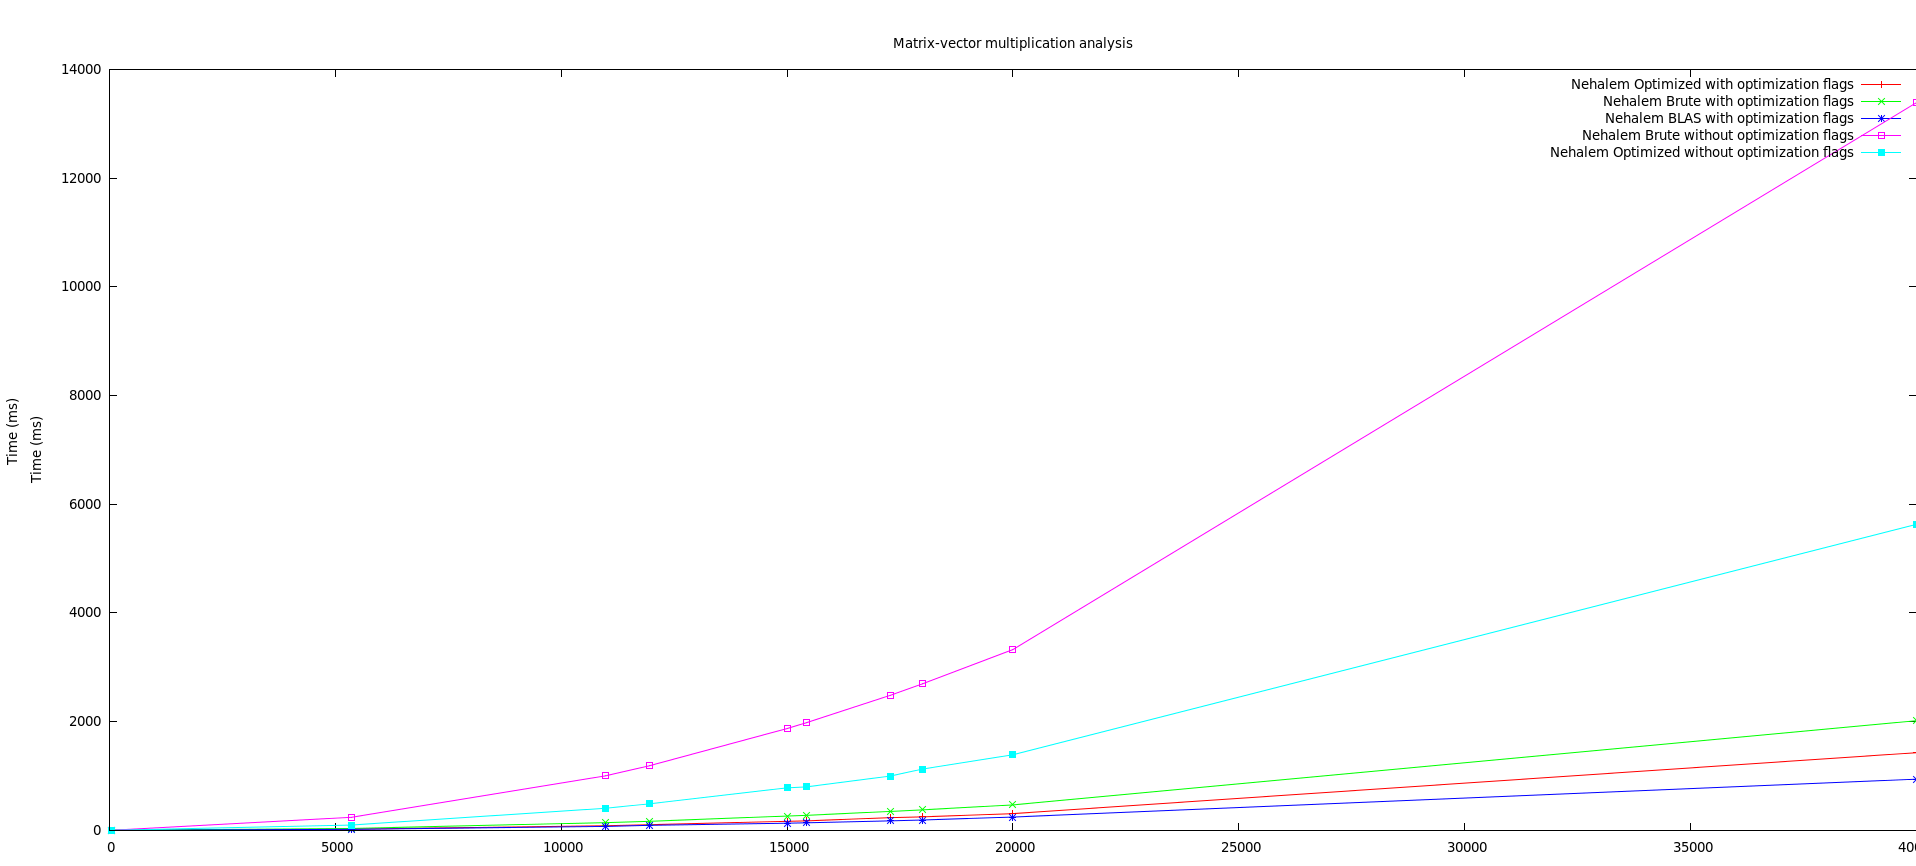 Matrix-vector multiplication analysis
14000
12000
10000
8000
6000
4000
2000
0
Time (ms)
Time (ms)
Nehalem Optimized with optimization flags
Nehalem Brute with optimization flags
Nehalem BLAS with optimization flags
Nehalem Brute without optimization flags
Nehalem Optimized without optimization flags
0 5000 10000 15000 20000 25000 30000 35000